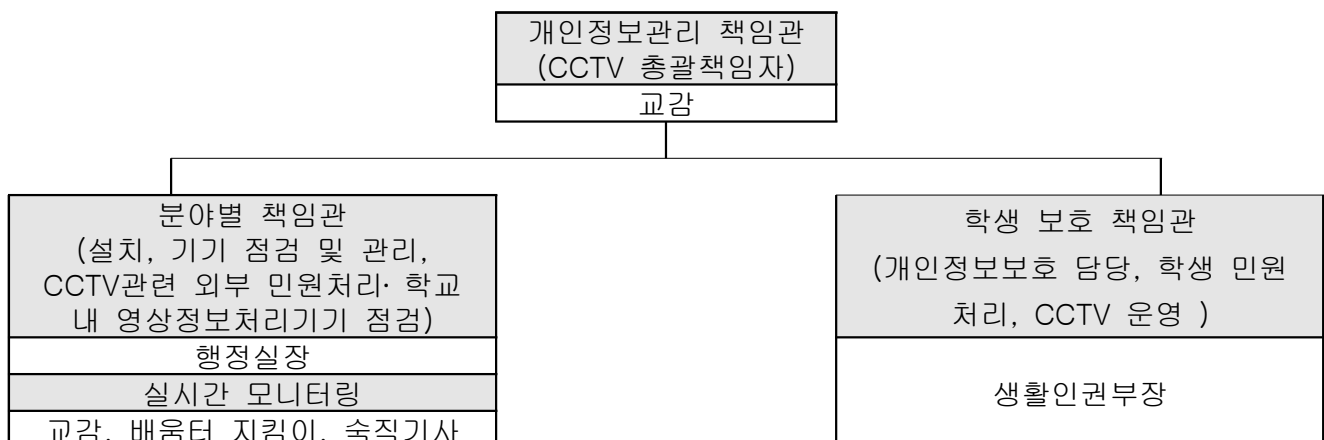 개인정보관리 책임관
(CCTV 총괄책임자)
교감
분야별 책임관
(설치, 기기 점검 및 관리,
CCTV관련 외부 민원처리· 학교
내 영상정보처리기기 점검)
행정실장
실시간 모니터링
교감, 배움터 지킴이, 숙직기사
학생 보호 책임관
(개인정보보호 담당, 학생 민원
처리, CCTV 운영 )
생활인권부장